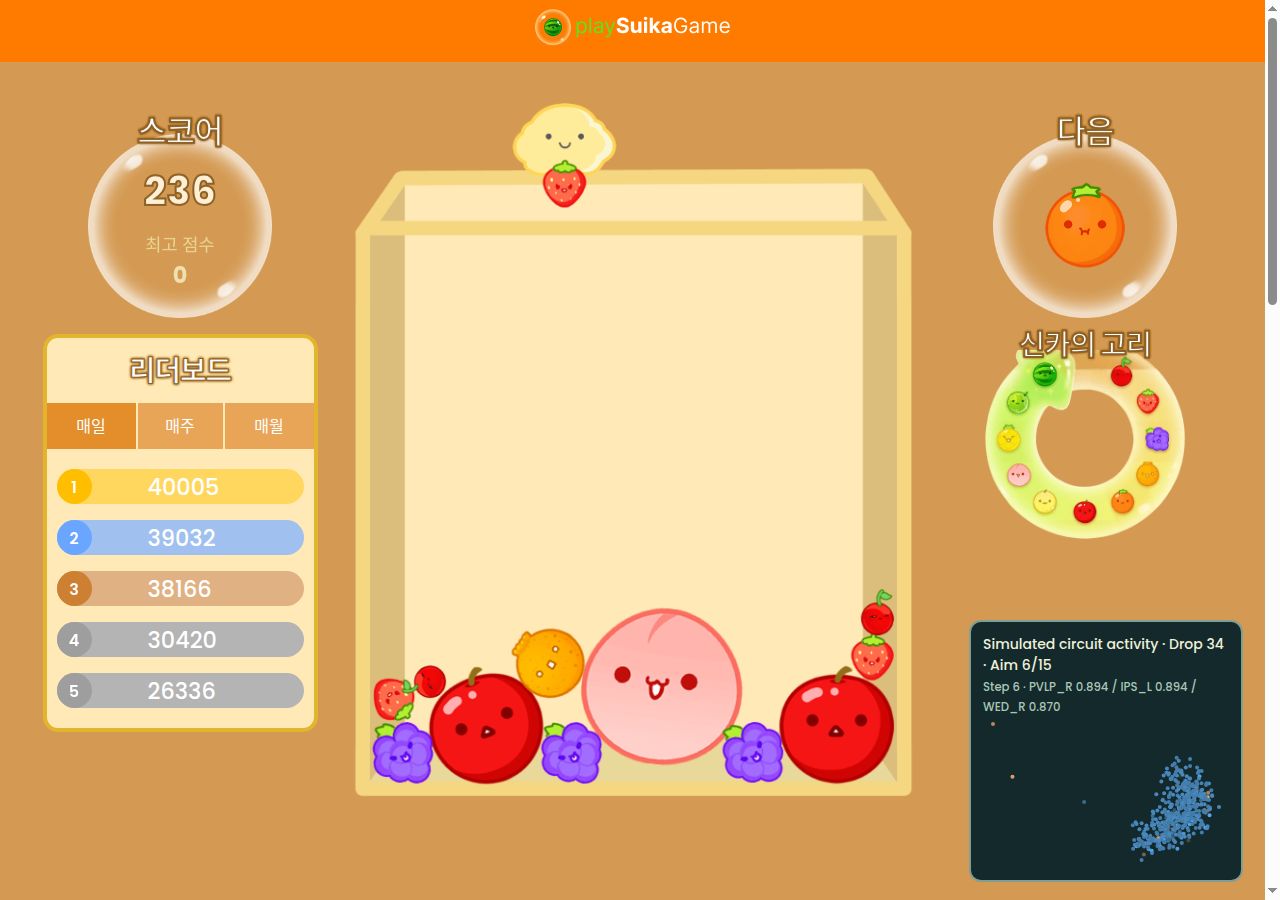 playSuikaGame
스코어
236
최고 점수
0
리더보드
매일 매주 매월
1 40005
2 39032
3 38166
4 30420
5 26336
다음
신카의 고리
Simulated circuit activity · Drop 34
· Aim 6/15
Step 6 · PVLP_R 0.894 / IPS_L 0.894 /
WED_R 0.870